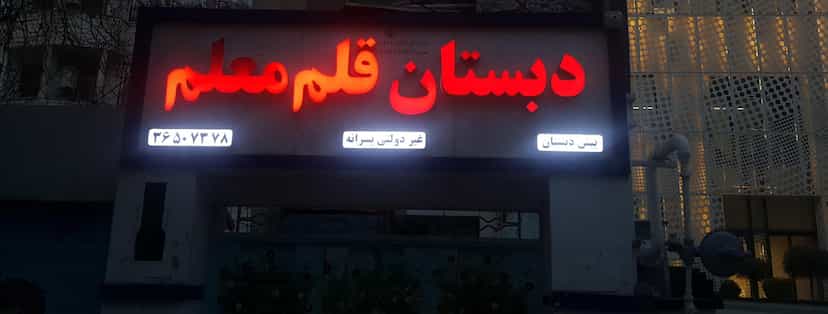 دبستان قلم معلم
پیش دبستان
غیر دولتی پسرانه
۳۶۵۰۷۳۷۸